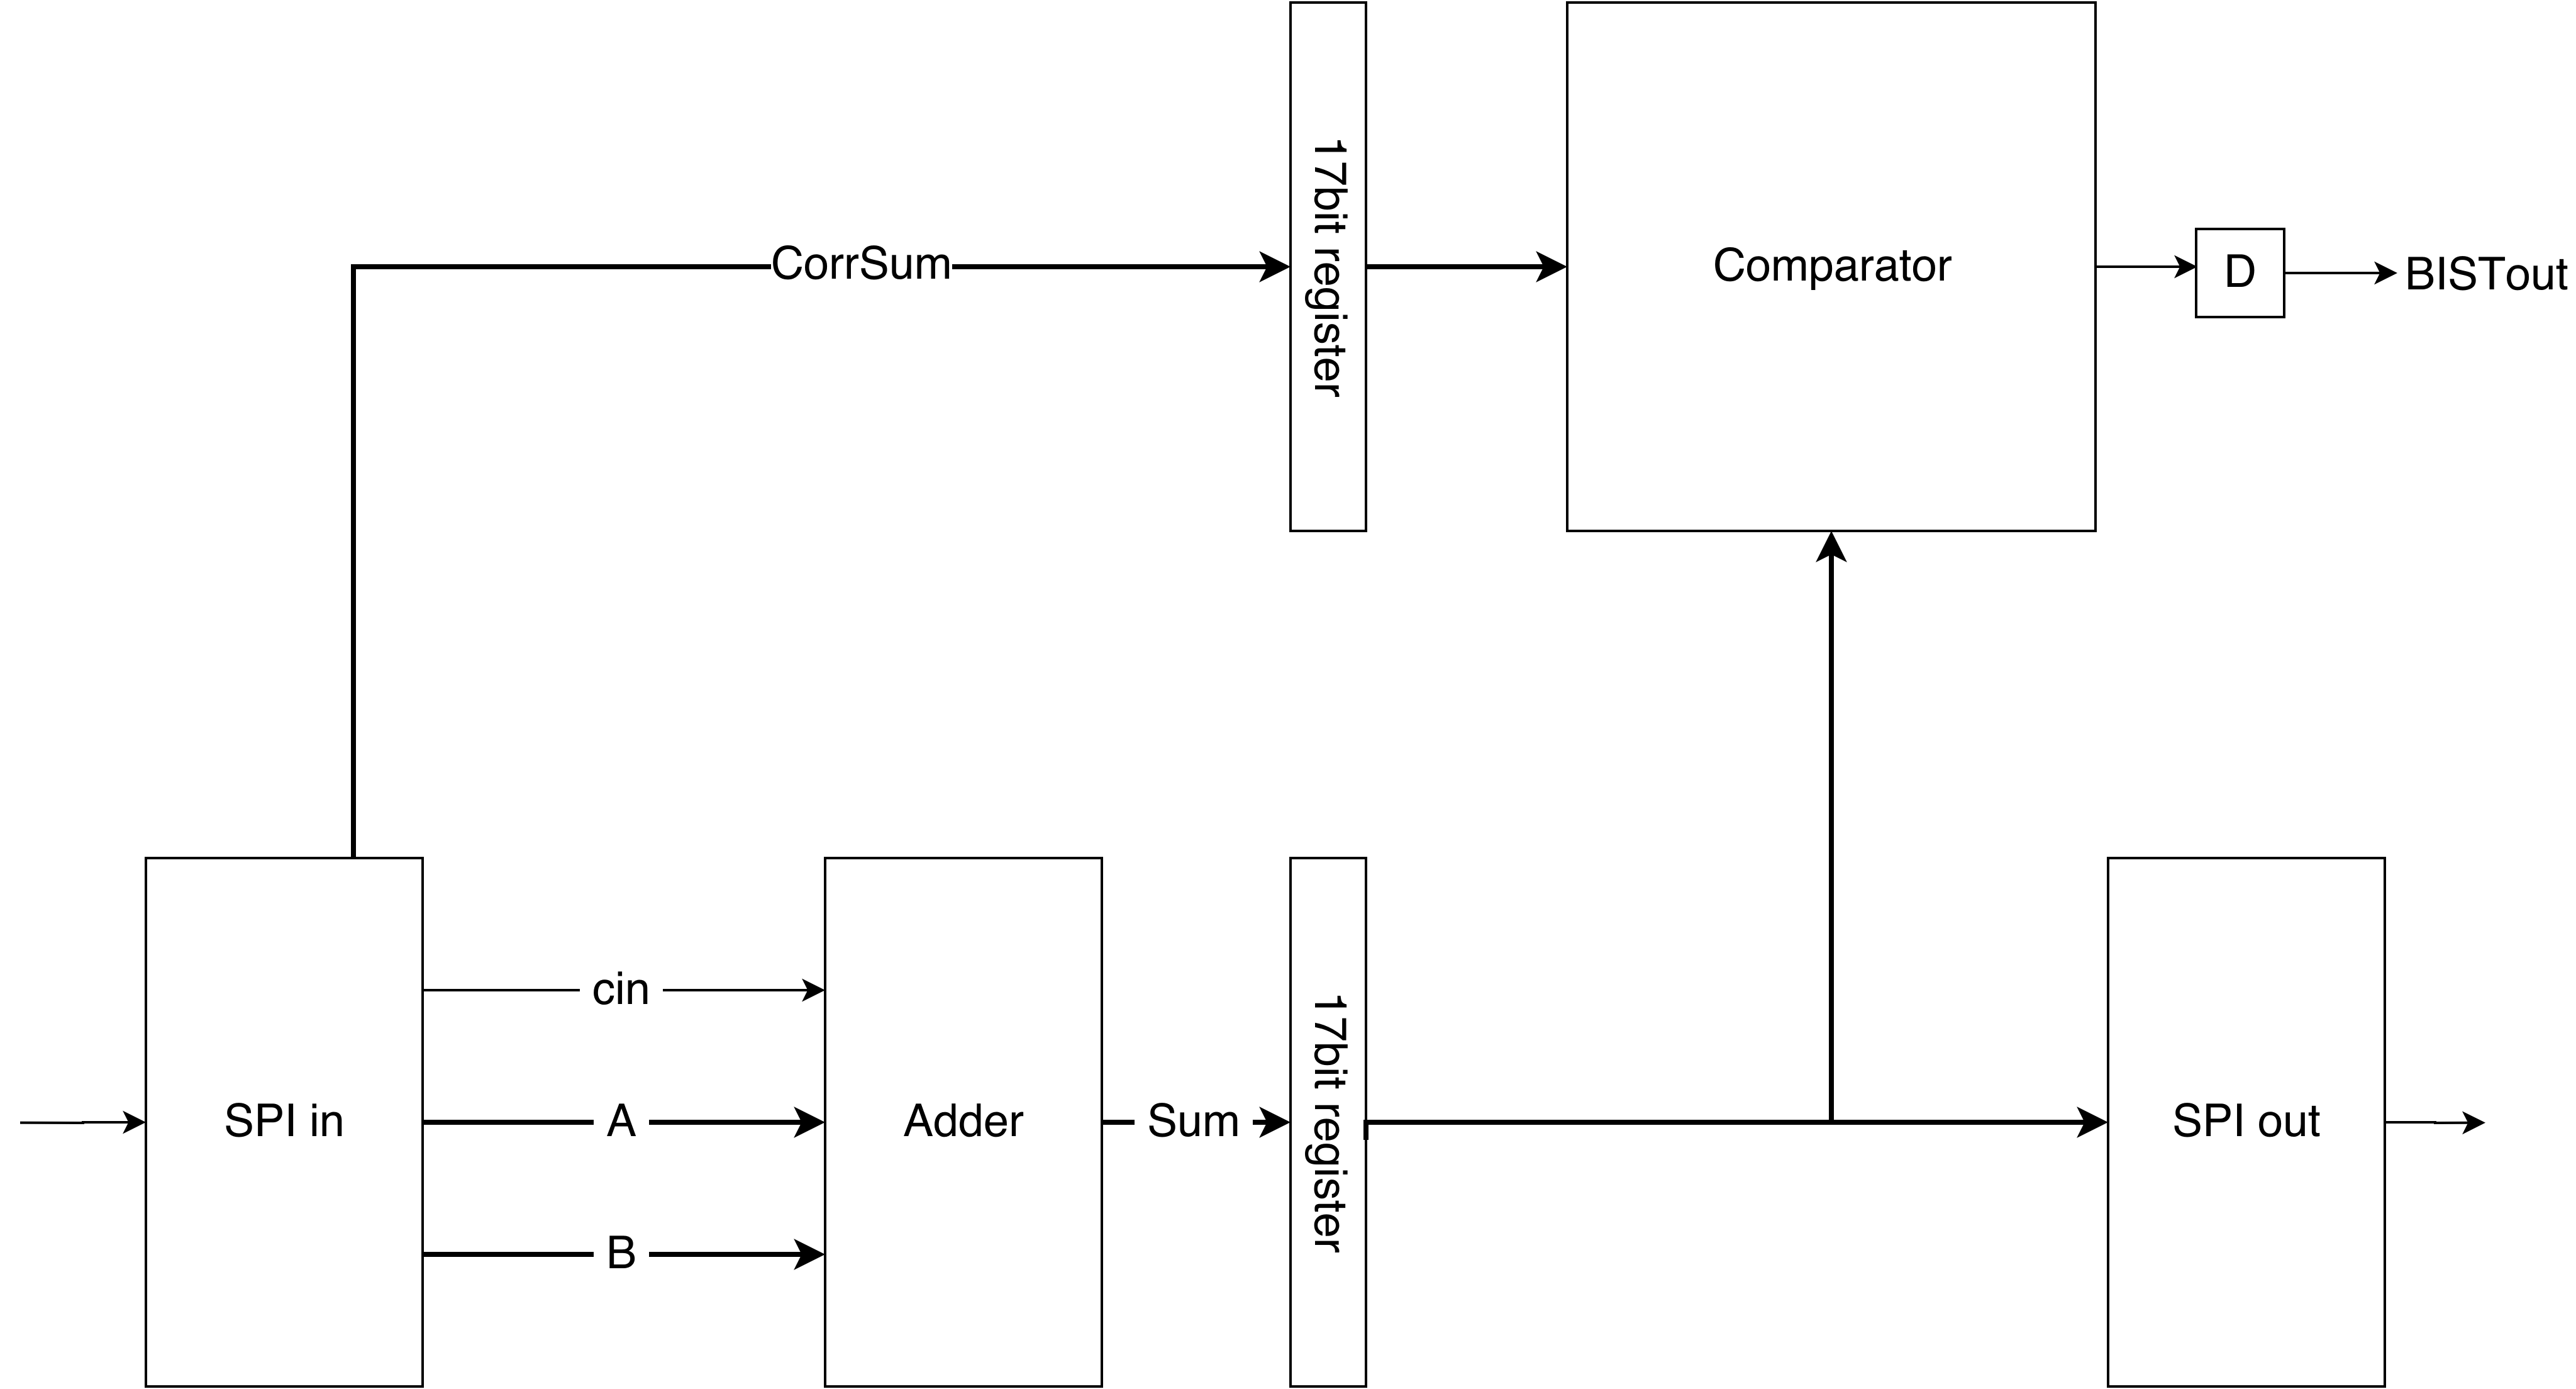 17bit register
Comparator
CorrSum
D
BISTout
cin
SPI in
A
Adder
Sum
17bit register
SPI out
B